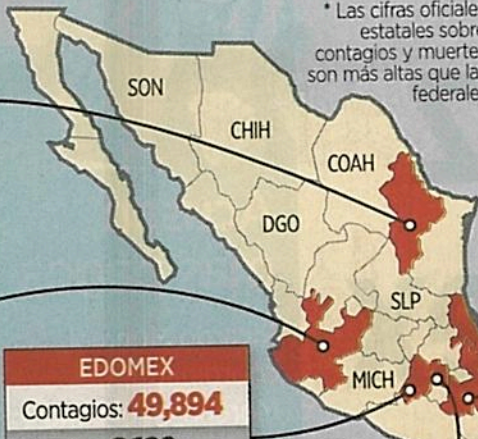 * Las cifras oficiale
estatales sobre
contagios y muerte
son más altas que la
federale
SON
CHIH
COAH
DGO
SLP
MICH
EDOMEX
Contagios: 49,894